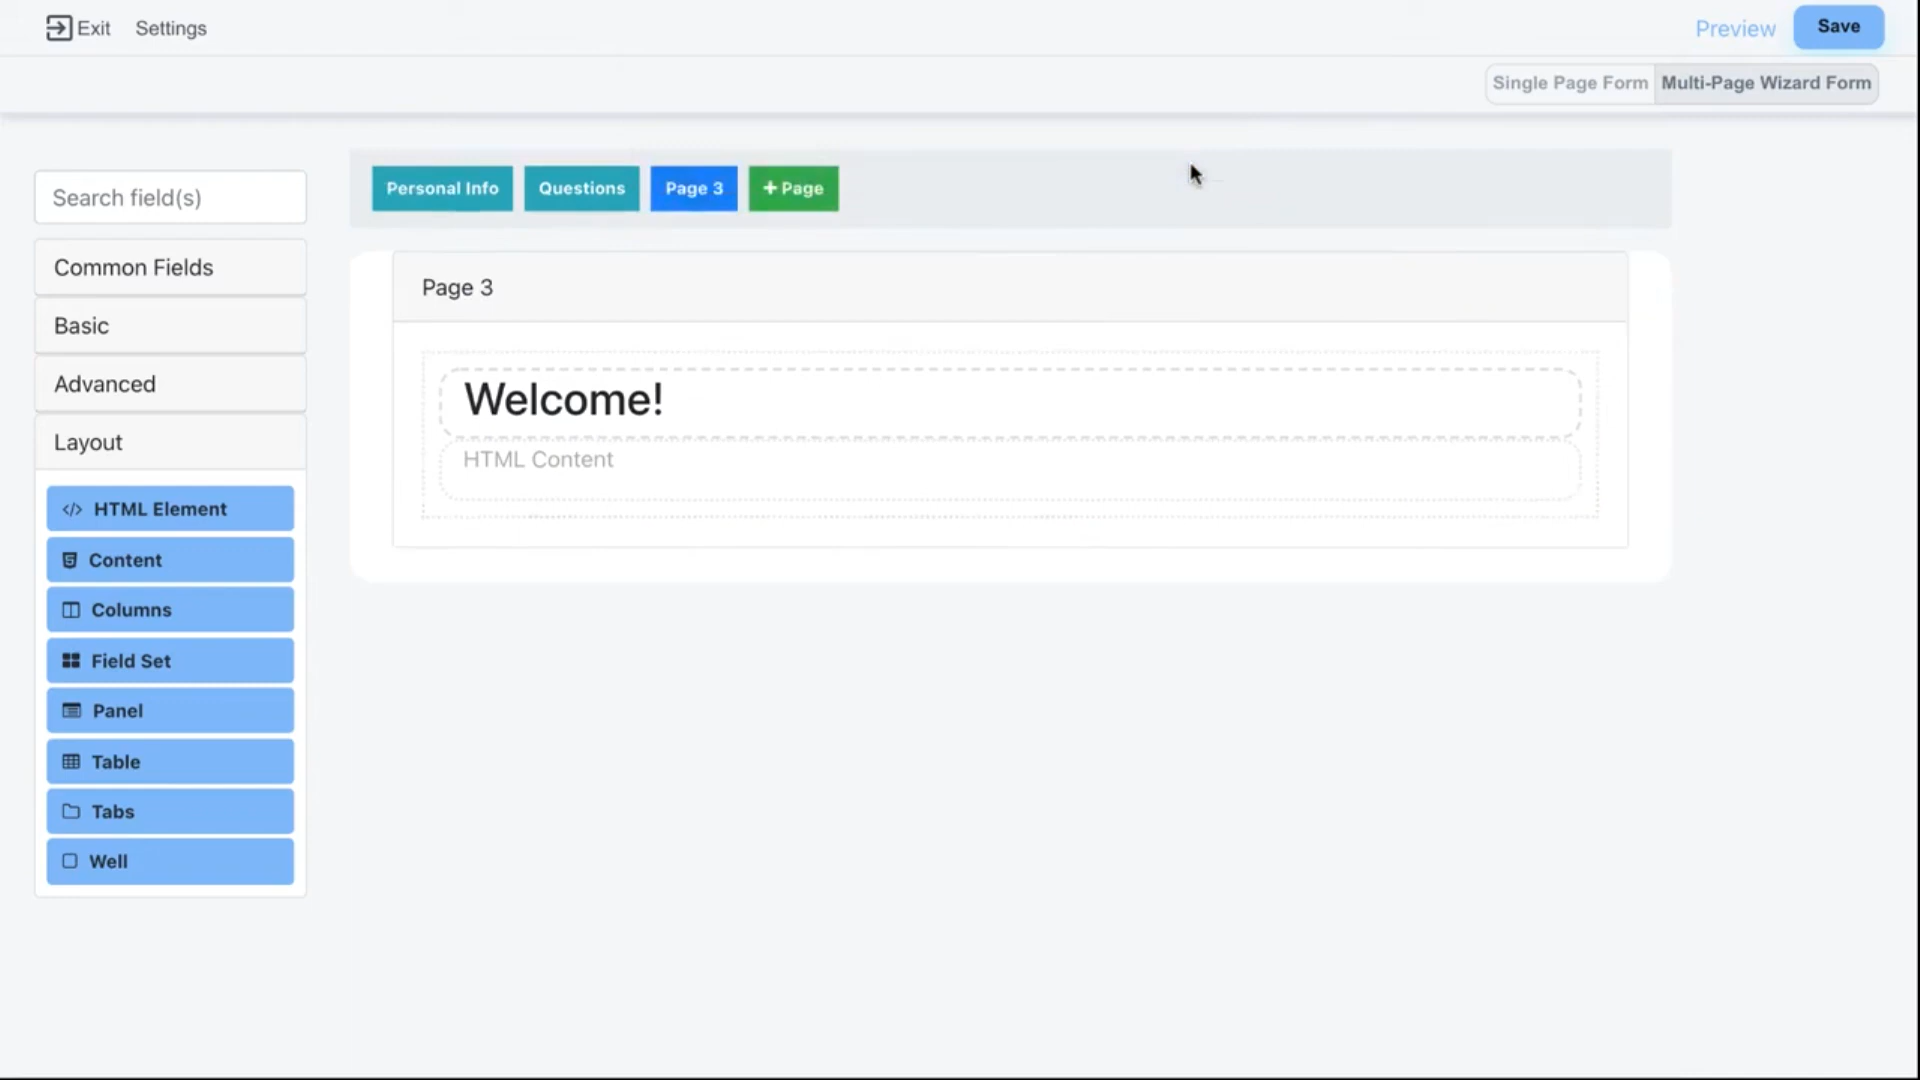 Exit Settings Preview Save
Single Page Form Multi-Page Wizard Form
Search field(s)
Common Fields
Basic
Advanced
Layout
</> HTML Element
Content
Columns
Field Set
Panel
Table
Tabs
Well
Personal Info Questions Page 3 + Page
Page 3
Welcome!
HTML Content